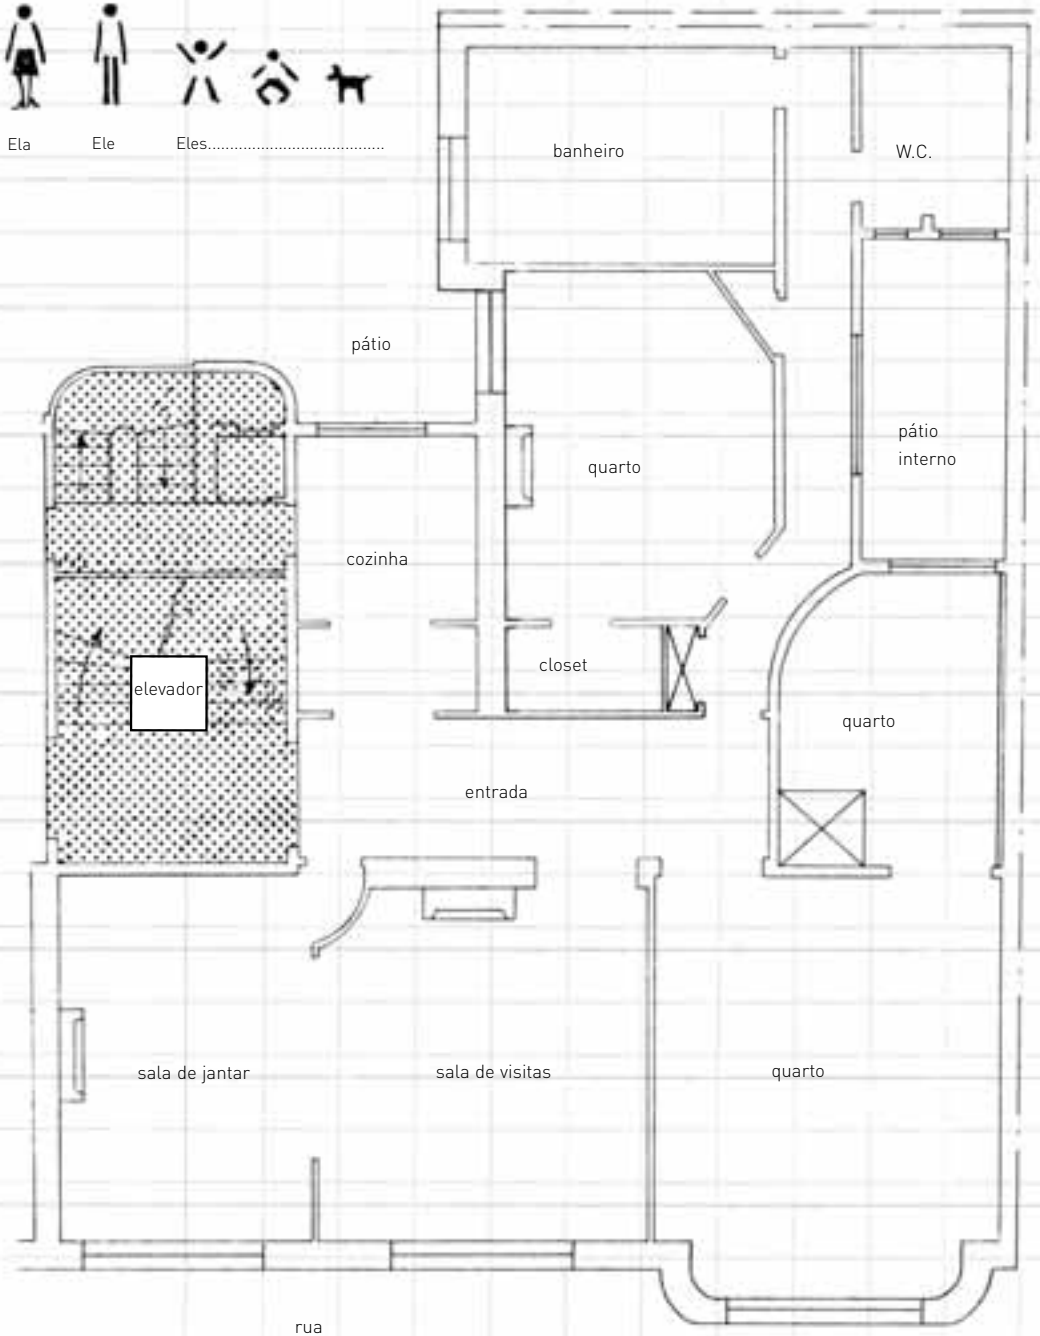 Ela
Ele
Eles........................................
banheiro
W.C.
pátio
pátio
interno
quarto
cozinha
closet
elevador
quarto
entrada
sala de jantar
sala de visitas
quarto
rua